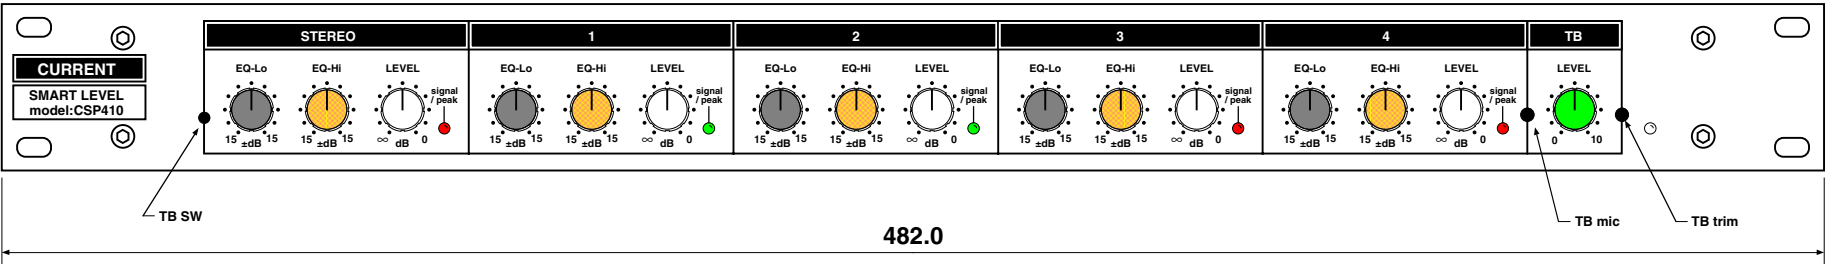 CURRENT
SMART LEVEL
model:CSP410
STEREO 1 2 3 4 TB
EQ-Lo EQ-Hi LEVEL EQ-Lo EQ-Hi LEVEL EQ-Lo EQ-Hi LEVEL EQ-Lo EQ-Hi LEVEL EQ-Lo EQ-Hi LEVEL LEVEL
signal signal signal signal signal
/ peak / peak / peak / peak / peak
15 ±dB 15 15 ±dB 15 ∞ dB 0 15 ±dB 15 15 ±dB 15 ∞ dB 0 15 ±dB 15 15 ±dB 15 ∞ dB 0 15 ±dB 15 15 ±dB 15 ∞ dB 0 15 ±dB 15 15 ±dB 15 ∞ dB 0 0 10
TB SW TB mic TB trim
482.0